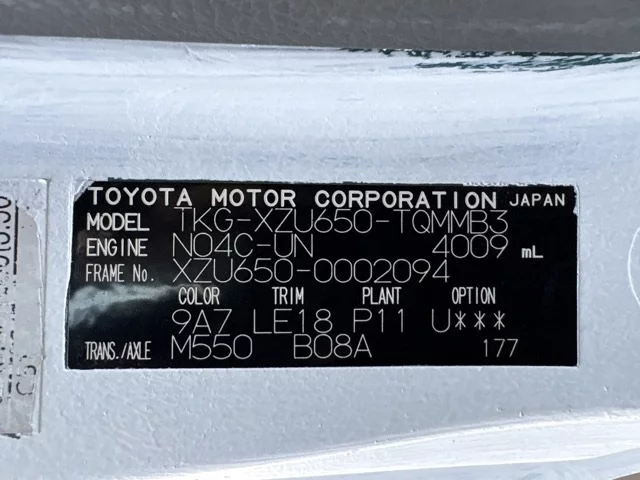 TOYOTA MOTOR CORPORATION JAPAN
MODEL TKG-XZU650-TQMMB3
ENGINE N04C-UN 4009 mL
FRAME No. XZU650-0002094
COLOR TRIM PLANT OPTION
9A7 LE18 P11 U***
TRANS./AXLE M550 B08A 177